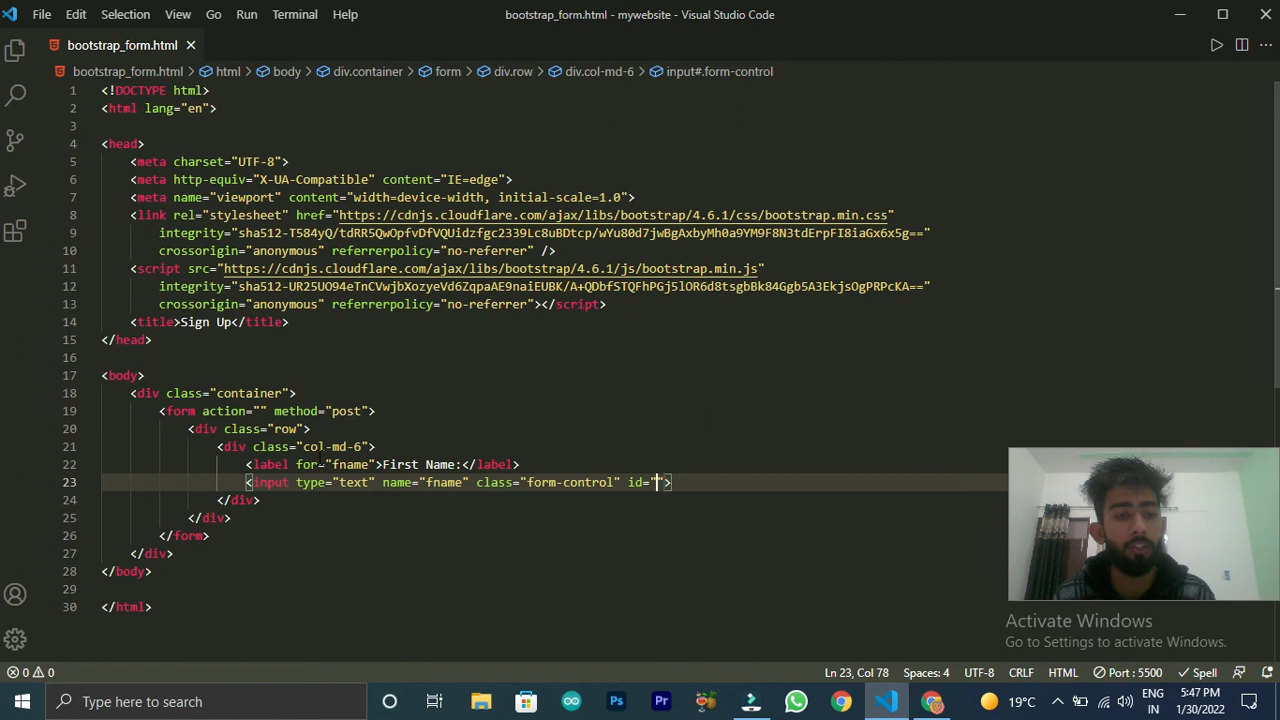 File Edit Selection View Go Run Terminal Help
bootstrap_form.html - mywebsite - Visual Studio Code
bootstrap_form.html
bootstrap_form.html > html > body > div.container > form > div.row > div.col-md-6 > input#.form-control
1 <!DOCTYPE html>
2 <html lang="en">
3
4 <head>
5 <meta charset="UTF-8">
6 <meta http-equiv="X-UA-Compatible" content="IE=edge">
7 <meta name="viewport" content="width=device-width, initial-scale=1.0">
8 <link rel="stylesheet" href="https://cdnjs.cloudflare.com/ajax/libs/bootstrap/4.6.1/css/bootstrap.min.css"
9 integrity="sha512-T584yQ/tdRR5QwOpfvDfVQUidzfgc2339Lc8uBDtcp/wYu80d7jwBgAxbyMh0a9YM9F8N3tdErpFI8iaGx6x5g=="
10 crossorigin="anonymous" referrerpolicy="no-referrer" />
11 <script src="https://cdnjs.cloudflare.com/ajax/libs/bootstrap/4.6.1/js/bootstrap.min.js"
12 integrity="sha512-UR25UO94eTnCVwjbXozyeVd6ZqpaAE9naiEUBK/A+QDbfSTQFhPGj5lOR6d8tsgbBk84Ggb5A3EkjsOgPRPcKA=="
13 crossorigin="anonymous" referrerpolicy="no-referrer"></script>
14 <title>Sign Up</title>
15 </head>
16
17 <body>
18 <div class="container">
19 <form action="" method="post">
20 <div class="row">
21 <div class="col-md-6">
22 <label for="fname">First Name:</label>
23 <input type="text" name="fname" class="form-control" id="">
24 </div>
25 </div>
26 </form>
27 </div>
28 </body>
29
30 </html>
Activate Windows
Go to Settings to activate Windows.
0 0 Ln 23, Col 78 Spaces: 4 UTF-8 CRLF HTML Port : 5500 Spell
Type here to search
Ps Pr
19°C
ENG
IN
5:47 PM
1/30/2022